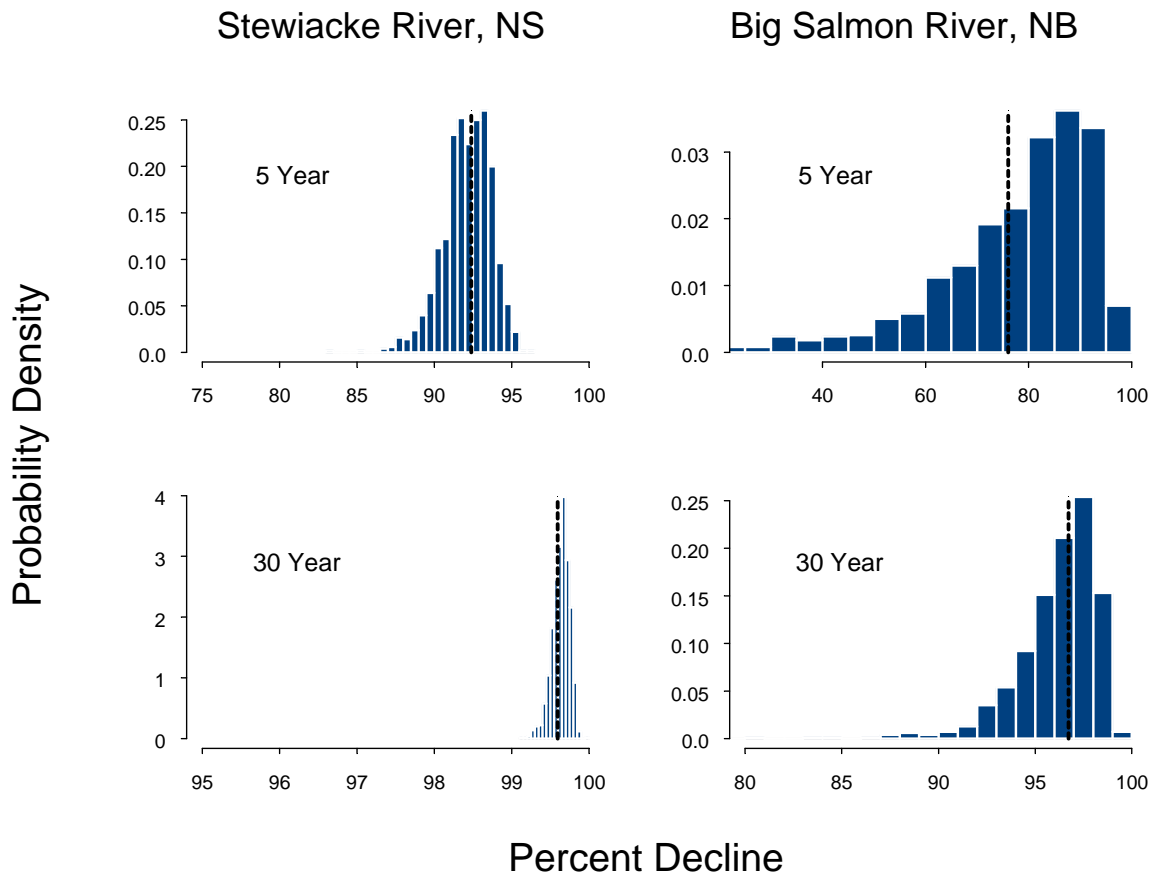 Stewiacke River, NS
Big Salmon River, NB
Probability Density
0.25
0.20
0.15
0.10
0.05
0.0
5 Year
75 80 85 90 95 100
0.03
0.02
0.01
0.0
5 Year
40 60 80 100
4
3
2
1
0
30 Year
95 96 97 98 99 100
0.25
0.20
0.15
0.10
0.05
0.0
30 Year
80 85 90 95 100
Percent Decline